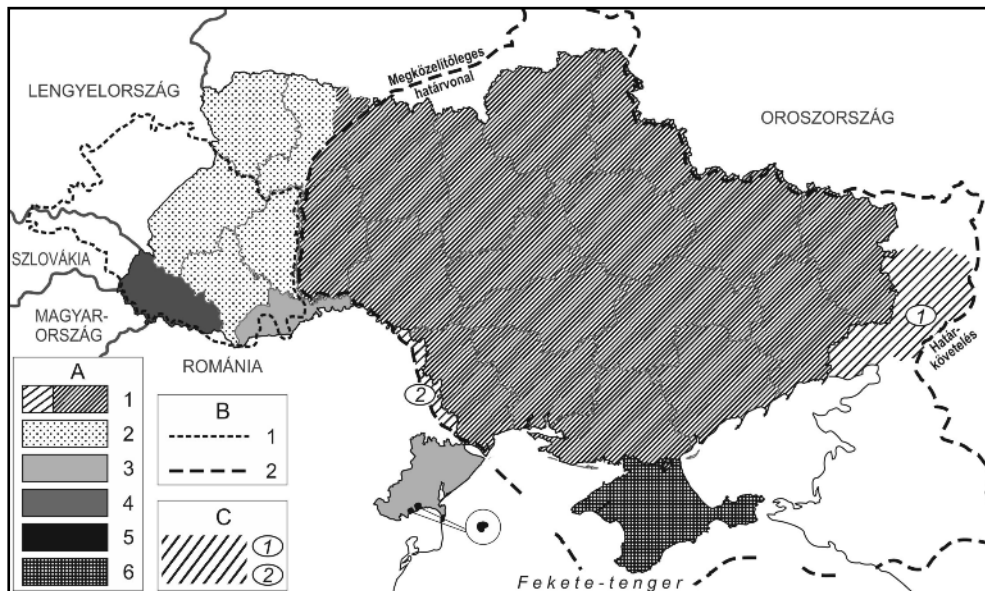 LENGYELORSZÁG
Megközelítőleges
határvonal
OROSZORSZÁG
SZLOVÁKIA
MAGYAR-
ORSZÁG
ROMÁNIA
1
Határ-
követelés
2
A
1
2
3
4
5
6
B
1
2
C
1
2
Fekete-tenger